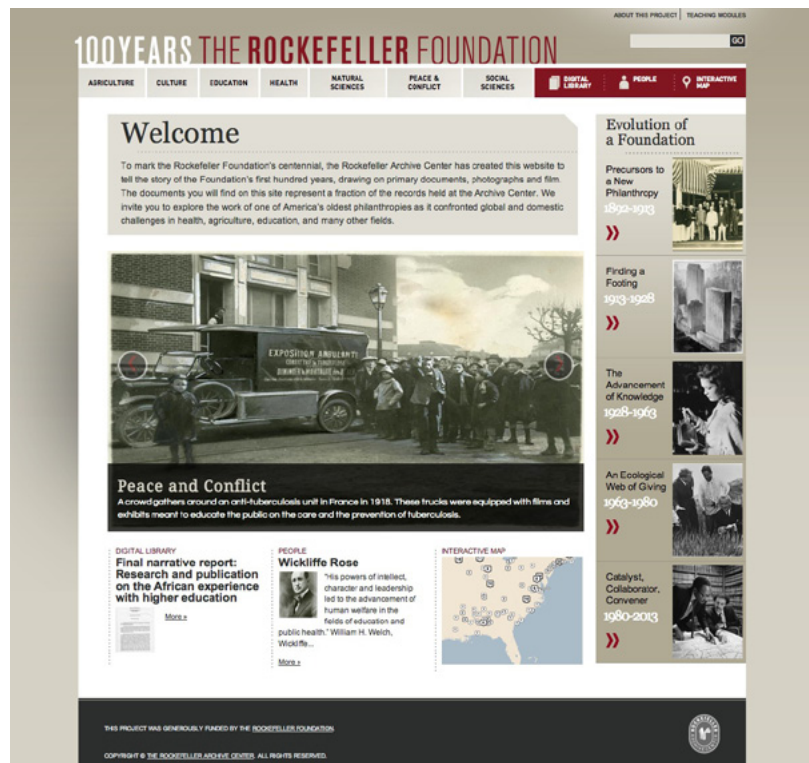 ABOUT THIS PROJECT
TEACHING MODULES
100 YEARS THE ROCKEFELLER FOUNDATION
GO
AGRICULTURE
CULTURE
EDUCATION
HEALTH
NATURAL
SCIENCES
PEACE &
CONFLICT
SOCIAL
SCIENCES
DIGITAL
LIBRARY
PEOPLE
INTERACTIVE
MAP
Welcome
To mark the Rockefeller Foundation's centennial, the Rockefeller Archive Center has created this website to
tell the story of the Foundation's first hundred years, drawing on primary documents, photographs and film.
The documents you will find on this site represent a fraction of the records held at the Archive Center. We
invite you to explore the work of one of America's oldest philanthropies as it confronted global and domestic
challenges in health, agriculture, education, and many other fields.
EXPOSITION AMBULANTE
Peace and Conflict
A crowd gathers around an anti-tuberculosis unit in France in 1918. These trucks were equipped with films and
exhibits meant to educate the public on the care and the prevention of tuberculosis.
DIGITAL LIBRARY
Final narrative report:
Research and publication
on the African experience
with higher education
More »
PEOPLE
Wickliffe Rose
"His powers of intellect,
character and leadership
led to the advancement of
human welfare in the
fields of education and
public health." William H. Welch,
Wickliffe...
More »
INTERACTIVE MAP
Evolution of
a Foundation
Precursors to
a New
Philanthropy
1892-1913
Finding a
Footing
1913-1928
The
Advancement
of Knowledge
1928-1963
An Ecological
Web of Giving
1963-1980
Catalyst,
Collaborator,
Convener
1980-2013
THIS PROJECT WAS GENEROUSLY FUNDED BY THE ROCKEFELLER FOUNDATION.
COPYRIGHT © THE ROCKEFELLER ARCHIVE CENTER. ALL RIGHTS RESERVED.
ROCKEFELLER